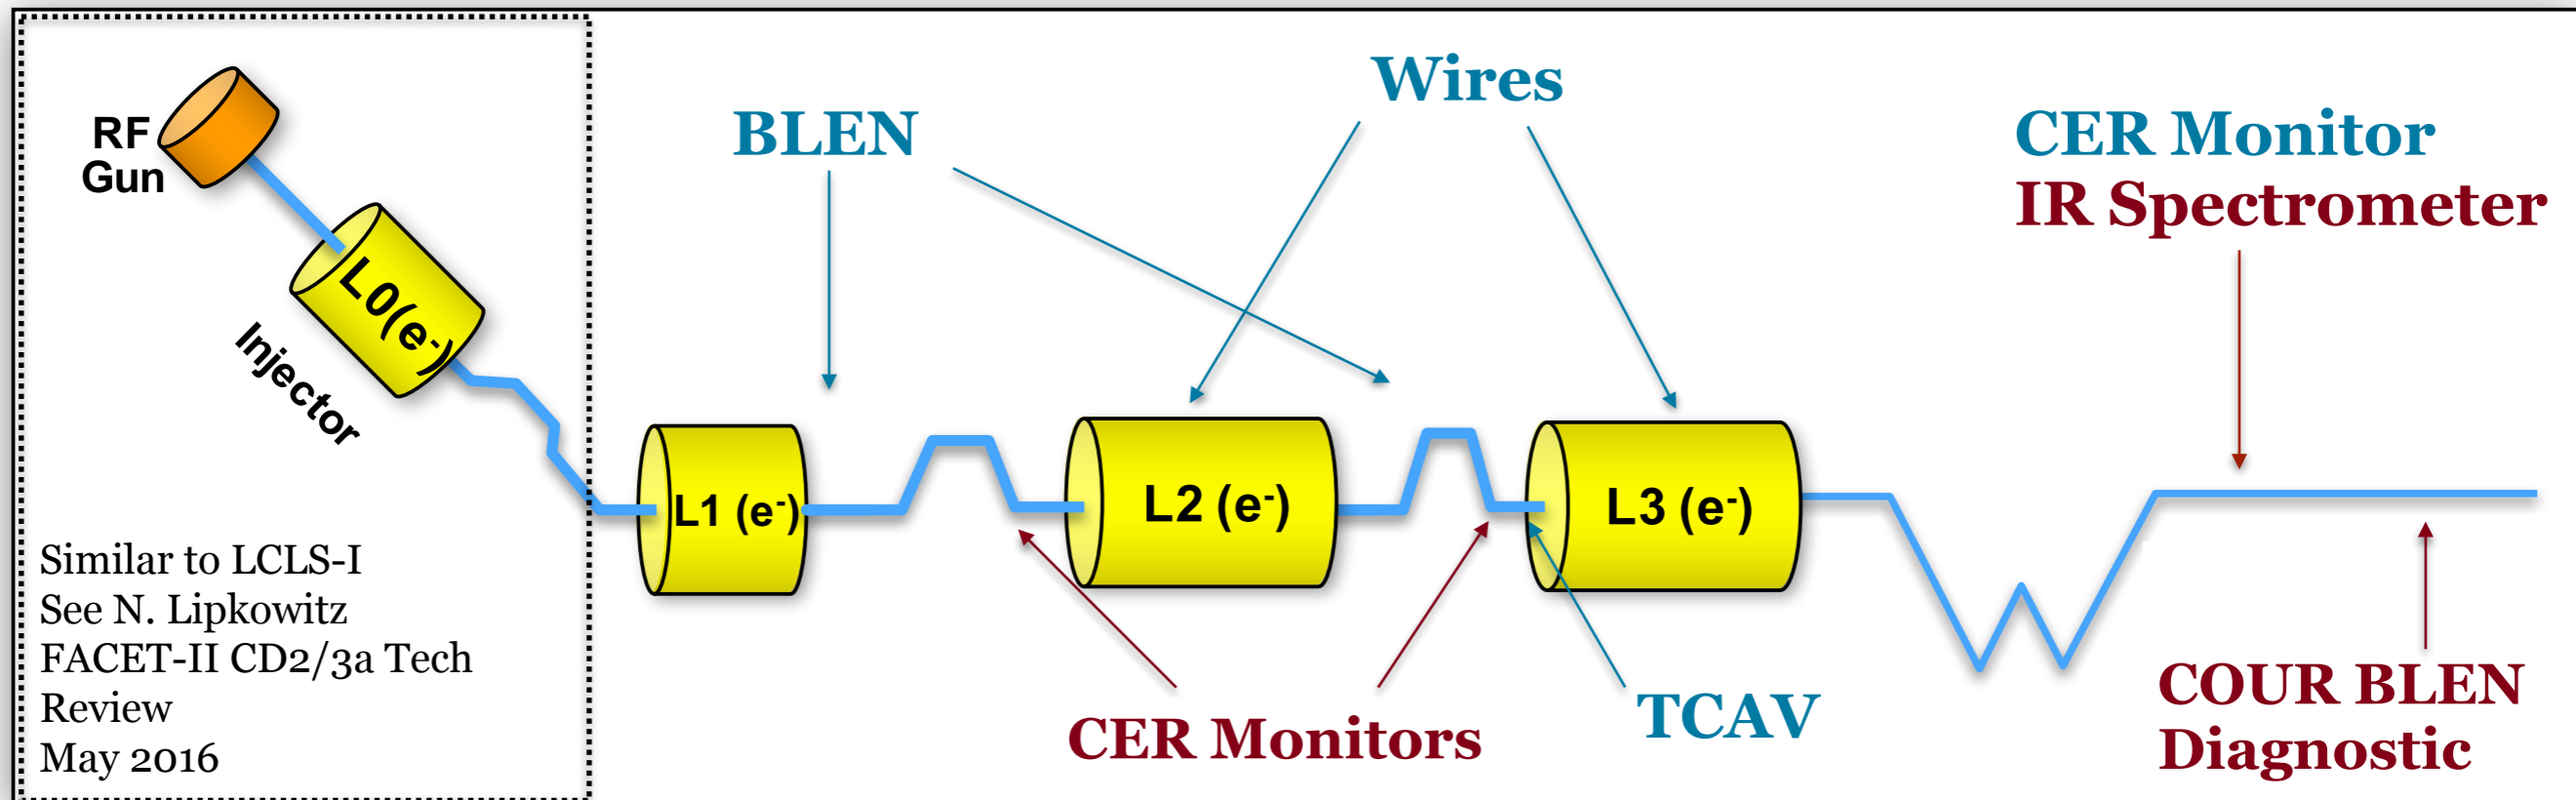 RF
Gun
L0(e-)
Injector
Similar to LCLS-I
See N. Lipkowitz
FACET-II CD2/3a Tech
Review
May 2016
BLEN
Wires
CER Monitor
IR Spectrometer
L1 (e-)
L2 (e-)
L3 (e-)
CER Monitors
TCAV
COUR BLEN
Diagnostic